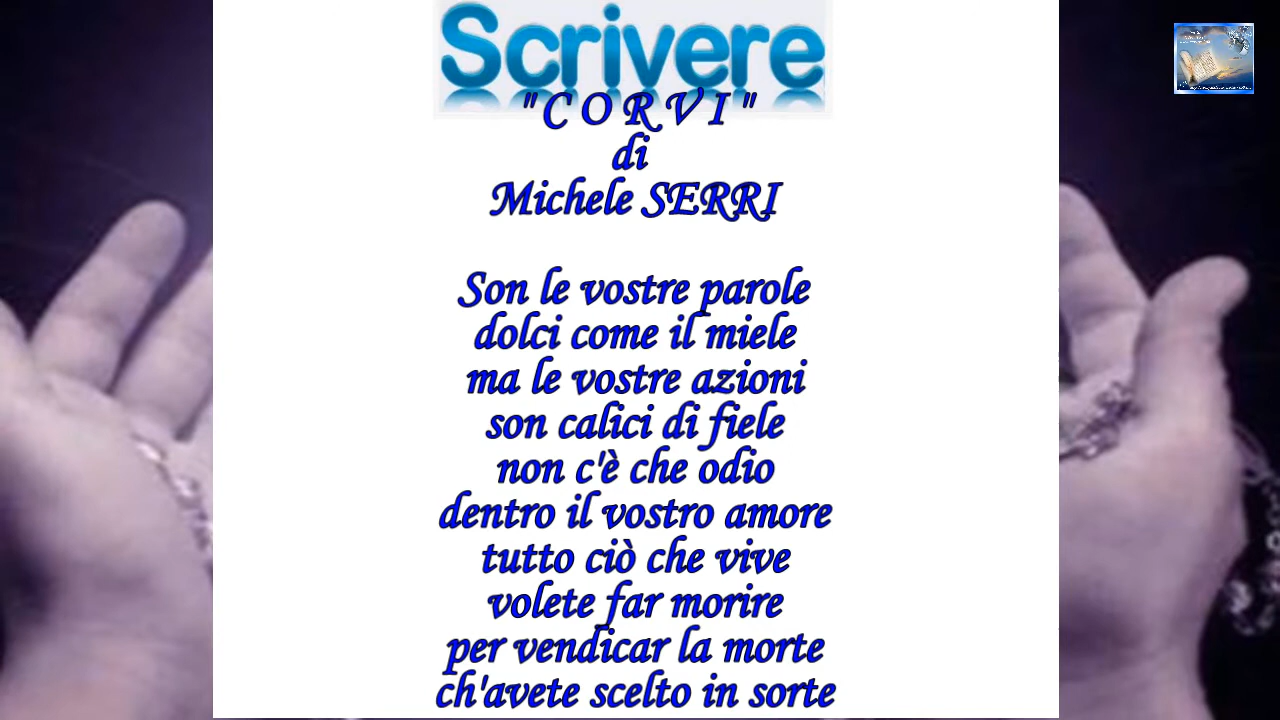 Scrivere
"C O R V I "
di
Michele SERRI
Son le vostre parole
dolci come il miele
ma le vostre azioni
son calici di fiele
non c'è che odio
dentro il vostro amore
tutto ciò che vive
volete far morire
per vendicar la morte
ch'avete scelto in sorte